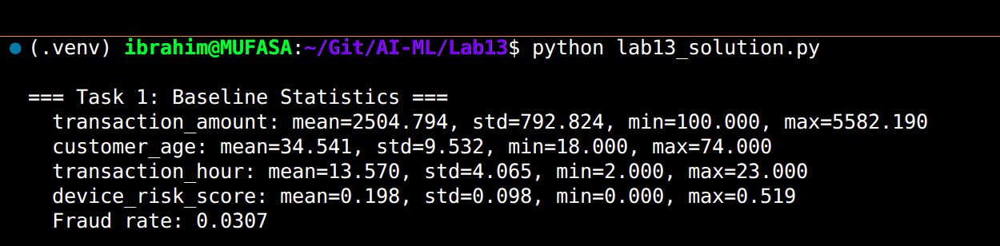 (.venv) ibrahim@MUFASA:~/Git/AI-ML/Lab13$ python lab13_solution.py
=== Task 1: Baseline Statistics ===
transaction_amount: mean=2504.794, std=792.824, min=100.000, max=5582.190
customer_age: mean=34.541, std=9.532, min=18.000, max=74.000
transaction_hour: mean=13.570, std=4.065, min=2.000, max=23.000
device_risk_score: mean=0.198, std=0.098, min=0.000, max=0.519
Fraud rate: 0.0307